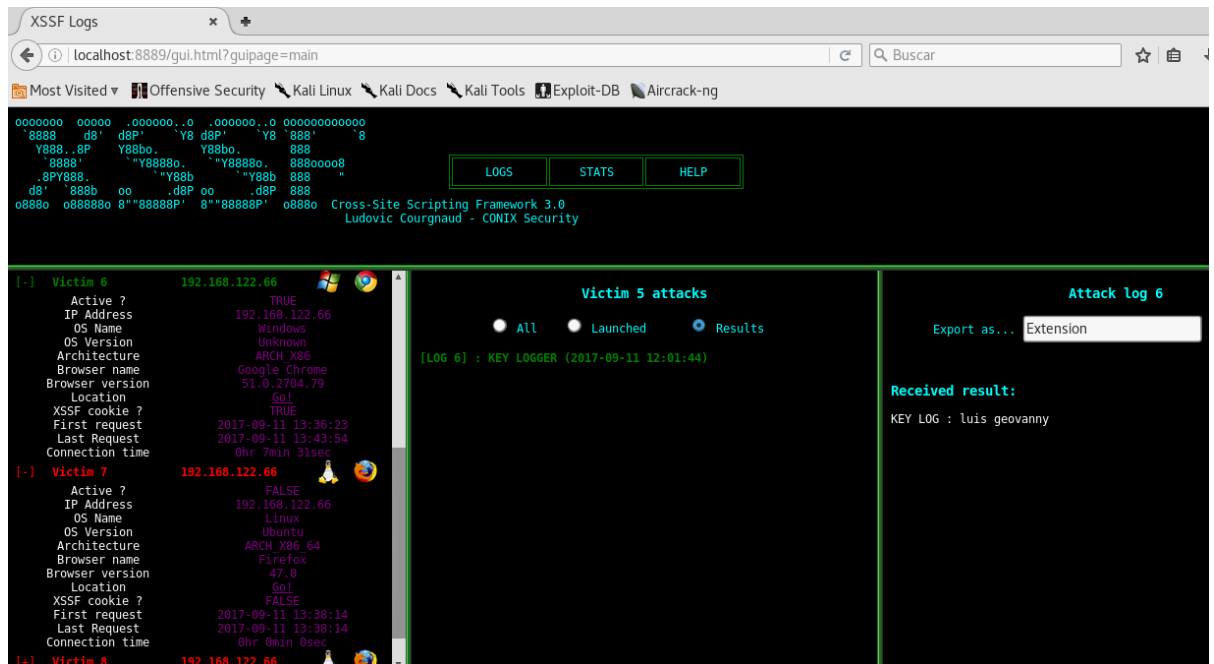 XSSF Logs
localhost:8889/gui.html?guipage=main
Buscar
Most Visited
Offensive Security
Kali Linux
Kali Docs
Kali Tools
Exploit-DB
Aircrack-ng
LOGS
STATS
HELP
Cross-Site Scripting Framework 3.0
Ludovic Courgnaud - CONIX Security
[-] Victim 6 192.168.122.66
Active ? TRUE
IP Address 192.168.122.66
OS Name Windows
OS Version Unknown
Architecture ARCH_X86
Browser name Google Chrome
Browser version 51.0.2704.79
Location Go!
XSSF cookie ? TRUE
First request 2017-09-11 13:36:23
Last Request 2017-09-11 13:43:54
Connection time 0hr 7min 31sec
[-] Victim 7 192.168.122.66
Active ? FALSE
IP Address 192.168.122.66
OS Name Linux
OS Version Ubuntu
Architecture ARCH_X86_64
Browser name Firefox
Browser version 47.0
Location Go!
XSSF cookie ? FALSE
First request 2017-09-11 13:38:14
Last Request 2017-09-11 13:38:14
Connection time 0hr 0min 0sec
[+] Victim 8 192.168.122.66
Victim 5 attacks
All Launched Results
[LOG 6] : KEY LOGGER (2017-09-11 12:01:44)
Attack log 6
Export as... Extension
Received result:
KEY LOG : luis geovanny